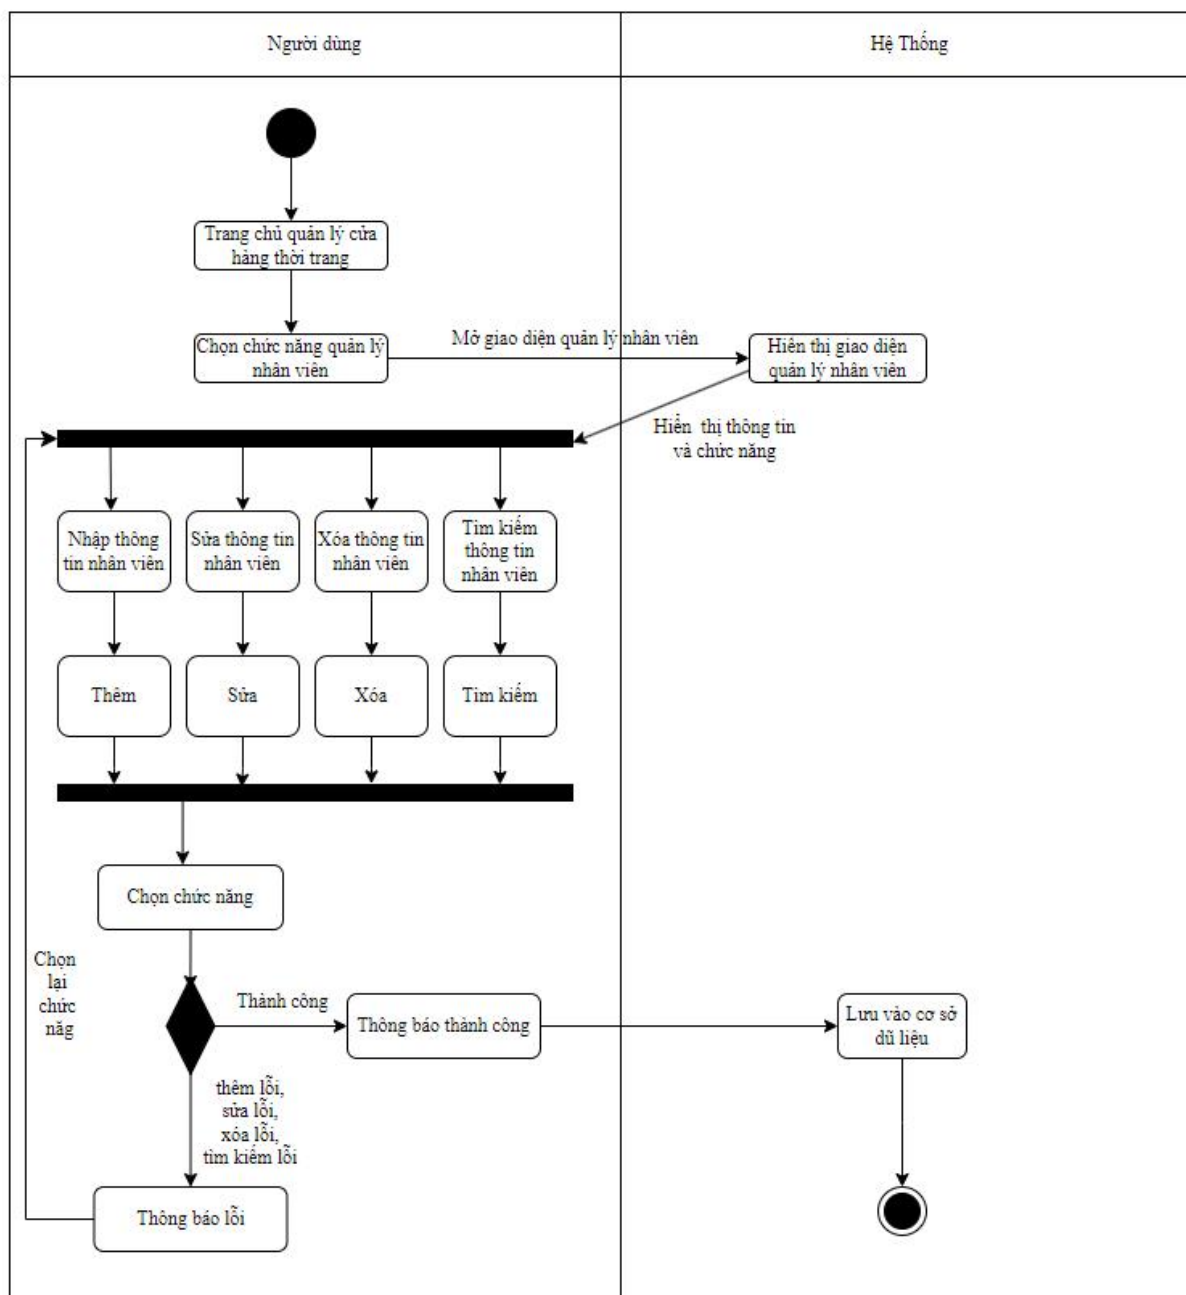 Người dùng
Hệ Thống
Trang chủ quản lý cửa
hàng thời trang
Chọn chức năng quản lý
nhân viên
Mở giao diện quản lý nhân viên
Hiển thị giao diện
quản lý nhân viên
Hiển thị thông tin
và chức năng
Nhập thông
tin nhân viên
Sửa thông tin
nhân viên
Xóa thông tin
nhân viên
Tìm kiếm
thông tin
nhân viên
Thêm
Sửa
Xóa
Tìm kiếm
Chọn chức năng
Chọn
lại
chức
năg
Thành công
Thông báo thành công
Lưu vào cơ sở
dũ liệu
thêm lỗi,
sửa lỗi,
xóa lỗi,
tìm kiếm lỗi
Thông báo lỗi